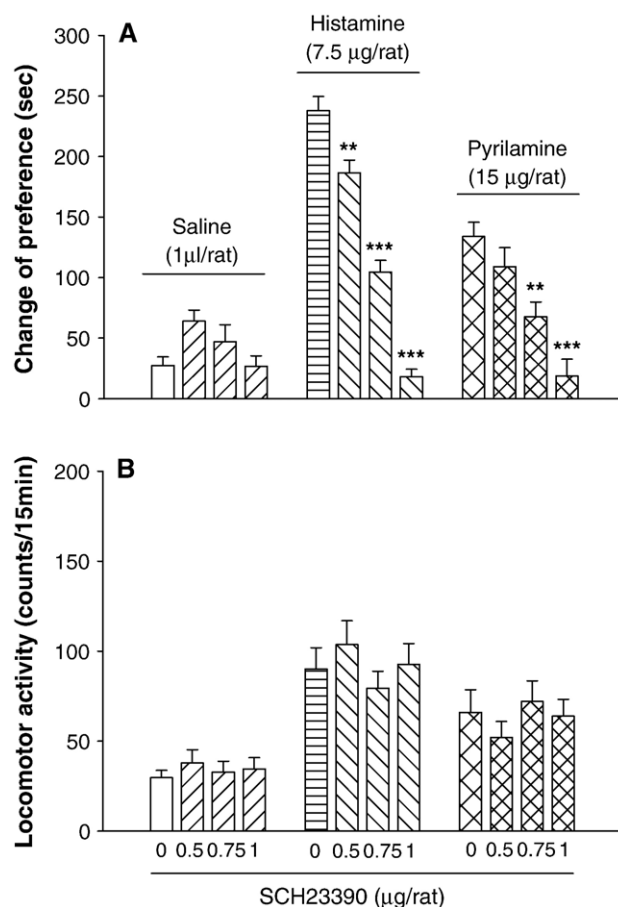 A
Change of preference (sec)
300
250
200
150
100
50
0
Saline
(1μl/rat)
Histamine
(7.5 μg/rat)
**
***
***
Pyrilamine
(15 μg/rat)
**
***
B
Locomotor activity (counts/15min)
200
150
100
50
0
0 0.5 0.75 1 0 0.5 0.75 1 0 0.5 0.75 1
SCH23390 (μg/rat)